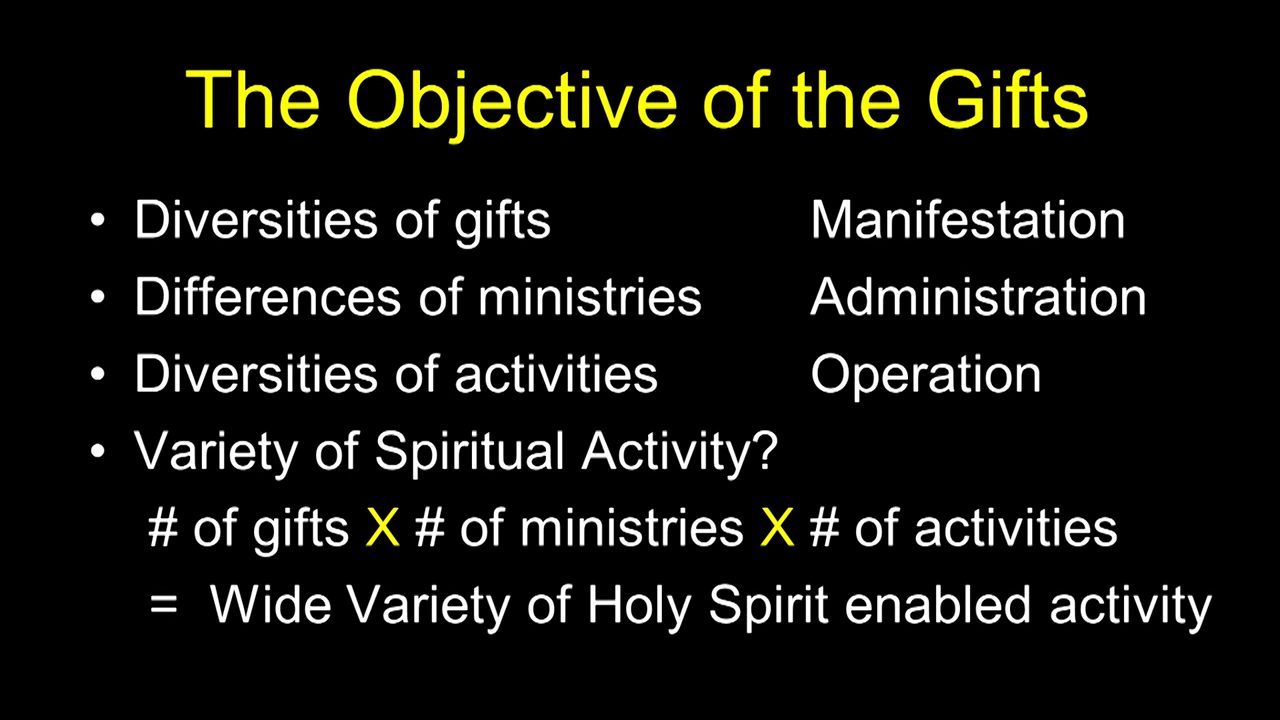 The Objective of the Gifts
• Diversities of gifts Manifestation
• Differences of ministries Administration
• Diversities of activities Operation
• Variety of Spiritual Activity?
# of gifts X # of ministries X # of activities
= Wide Variety of Holy Spirit enabled activity